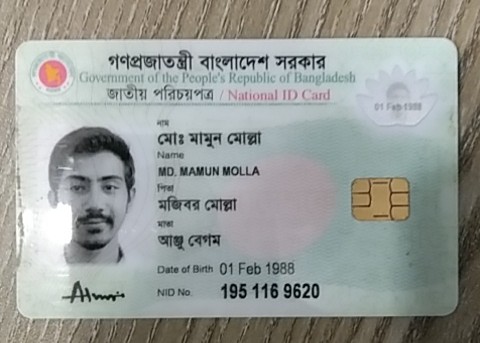 গণপ্রজাতন্ত্রী বাংলাদেশ সরকার
Government of the People's Republic of Bangladesh
জাতীয় পরিচয়পত্র / National ID Card
01 Feb 1988
নাম
মোঃ মামুন মোল্লা
Name
MD. MAMUN MOLLA
পিতা
মজিবর মোল্লা
মাতা
আঞ্জু বেগম
Date of Birth 01 Feb 1988
NID No. 195 116 9620